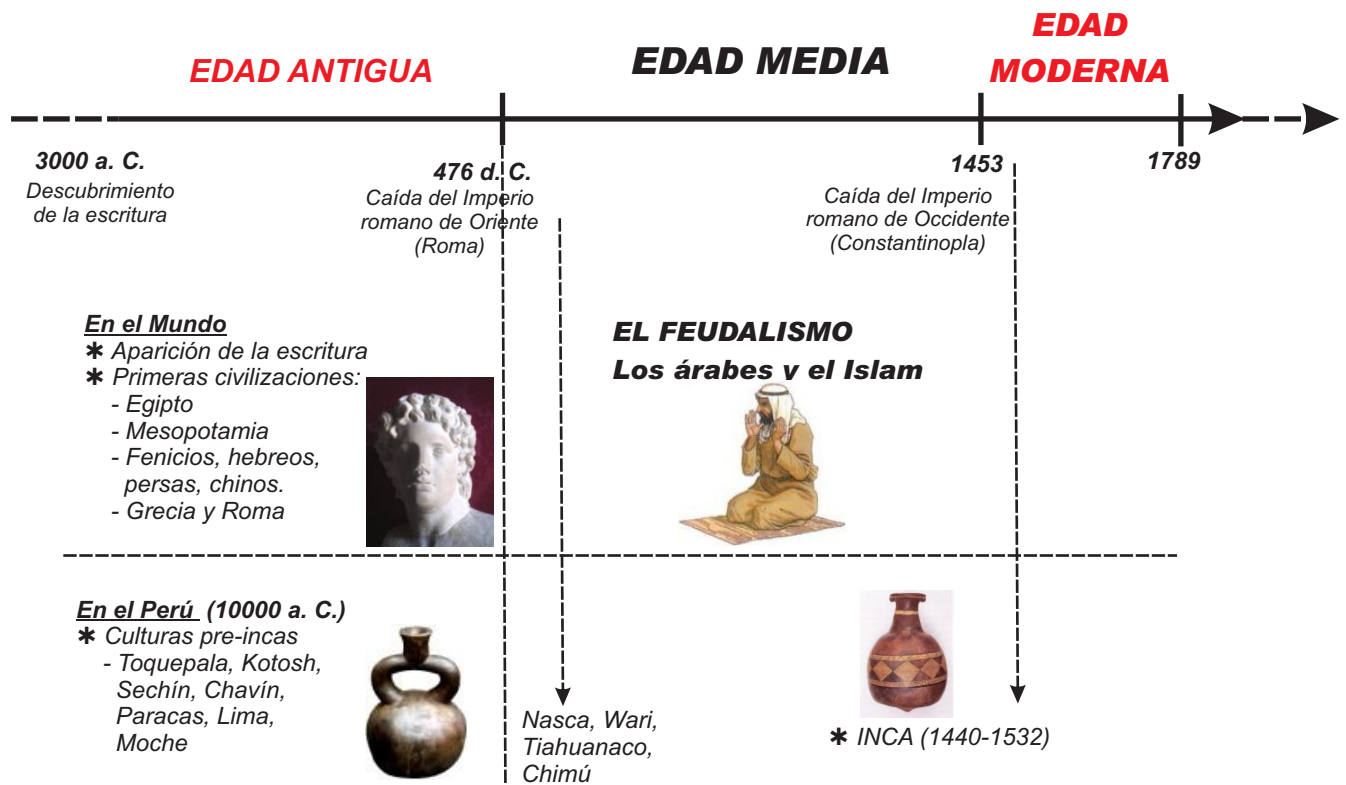 EDAD ANTIGUA
EDAD MEDIA
EDAD
MODERNA
3000 a. C.
Descubrimiento
de la escritura
476 d. C.
Caída del Imperio
romano de Oriente
(Roma)
1453
Caída del Imperio
romano de Occidente
(Constantinopla)
1789
En el Mundo
✱ Aparición de la escritura
✱ Primeras civilizaciones:
- Egipto
- Mesopotamia
- Fenicios, hebreos,
persas, chinos.
- Grecia y Roma
EL FEUDALISMO
Los árabes y el Islam
En el Perú (10000 a. C.)
✱ Culturas pre-incas
- Toquepala, Kotosh,
Sechín, Chavín,
Paracas, Lima,
Moche
Nasca, Wari,
Tiahuanaco,
Chimú
✱ INCA (1440-1532)